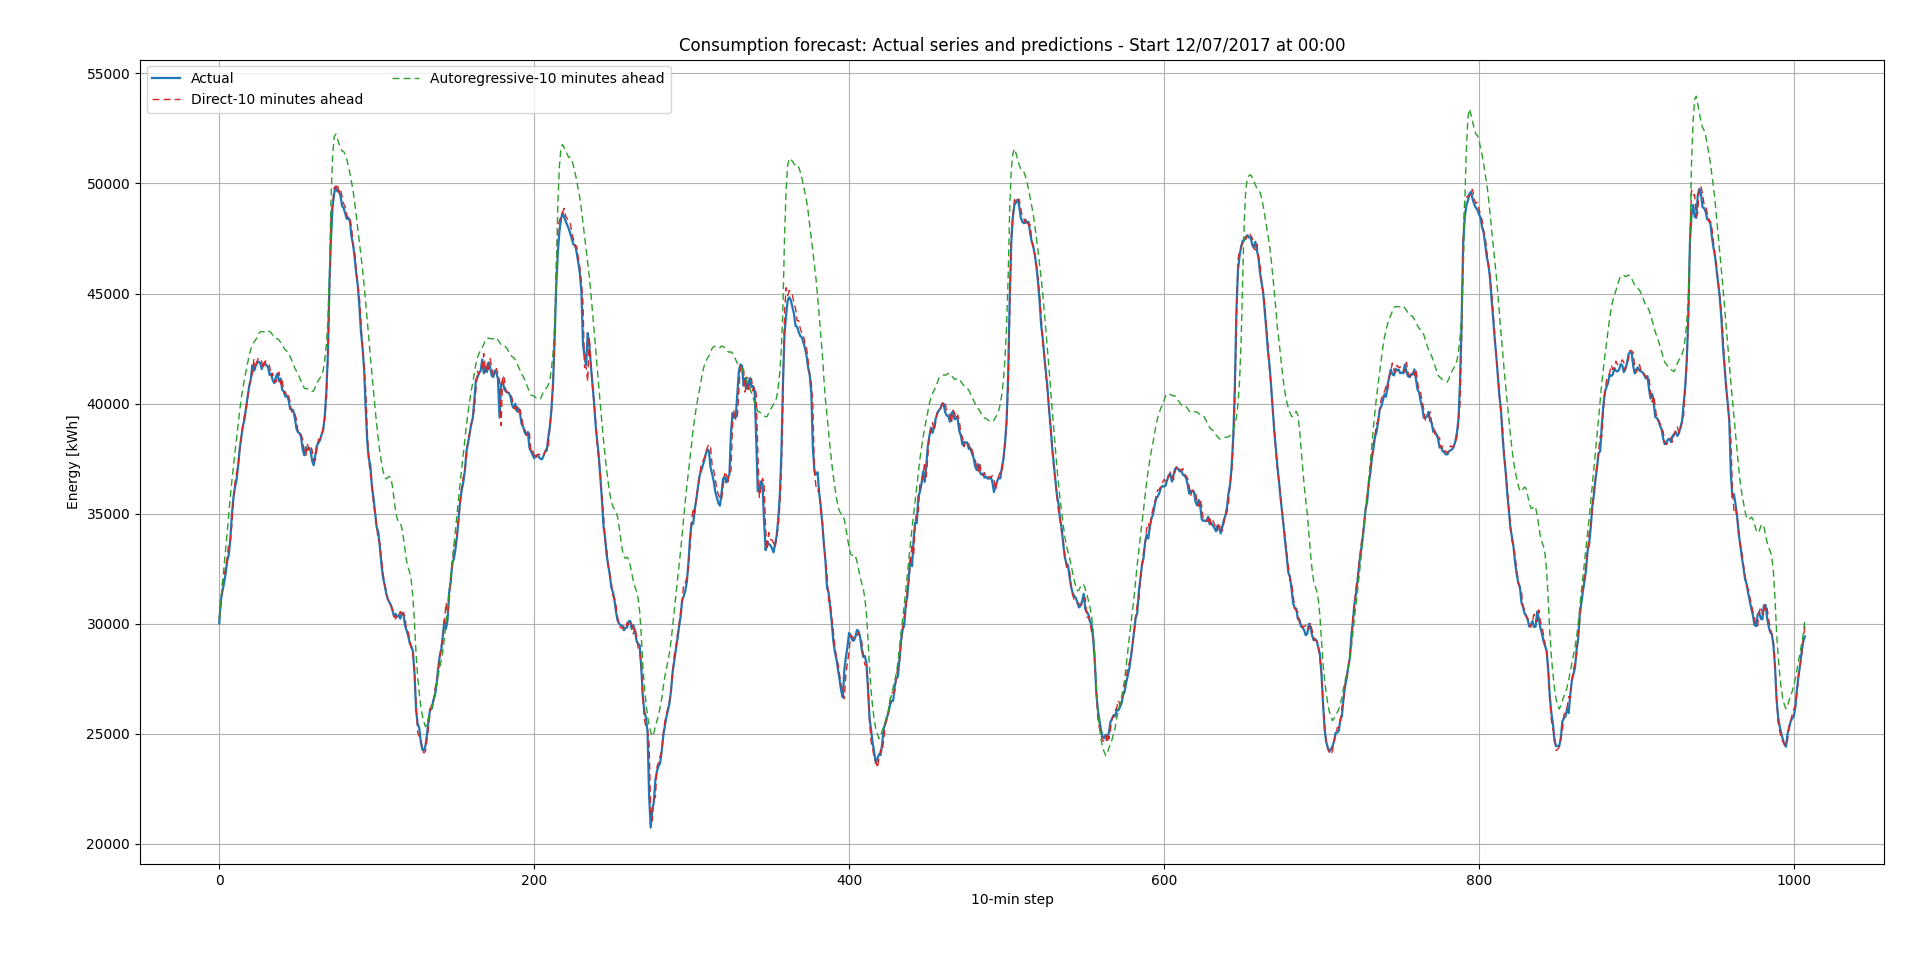 Consumption forecast: Actual series and predictions - Start 12/07/2017 at 00:00
Actual
Direct-10 minutes ahead
Autoregressive-10 minutes ahead
Energy [kWh]
55000
50000
45000
40000
35000
30000
25000
20000
0 200 400 600 800 1000
10-min step